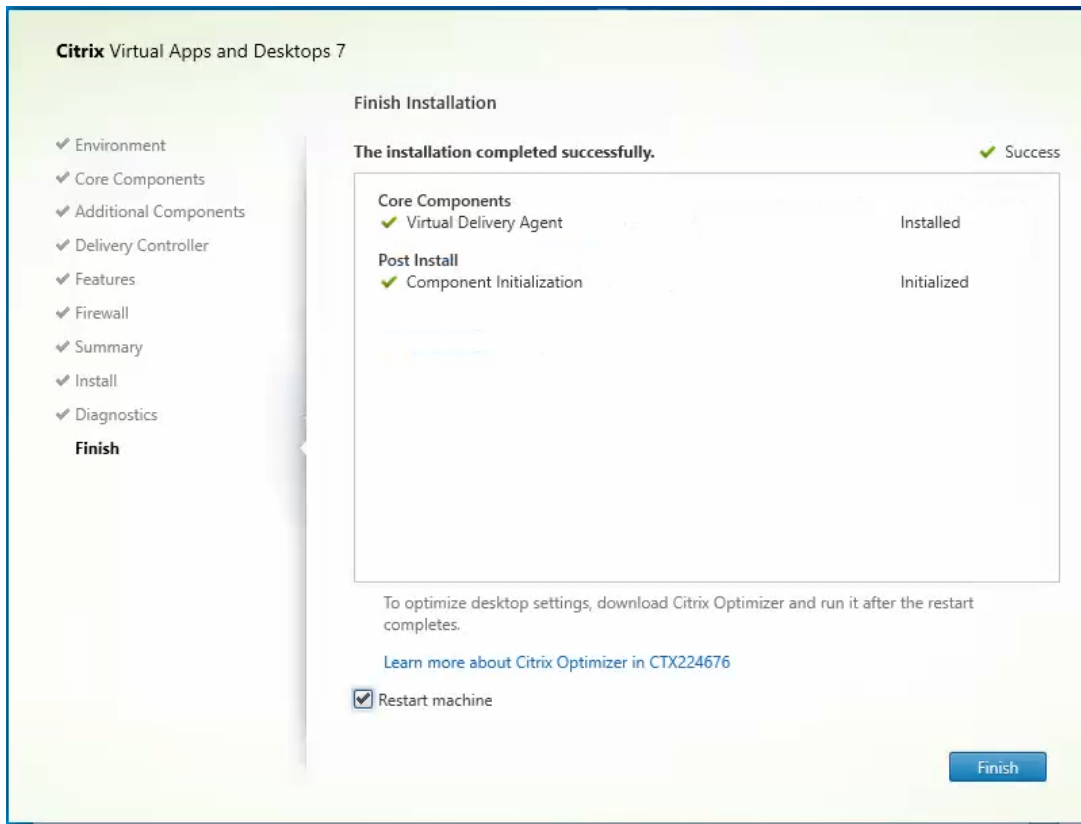 Citrix Virtual Apps and Desktops 7
Finish Installation
Environment
Core Components
Additional Components
Delivery Controller
Features
Firewall
Summary
Install
Diagnostics
Finish
The installation completed successfully.
Success
Core Components
Virtual Delivery Agent Installed
Post Install
Component Initialization Initialized
To optimize desktop settings, download Citrix Optimizer and run it after the restart
completes.
Learn more about Citrix Optimizer in CTX224676
Restart machine
Finish